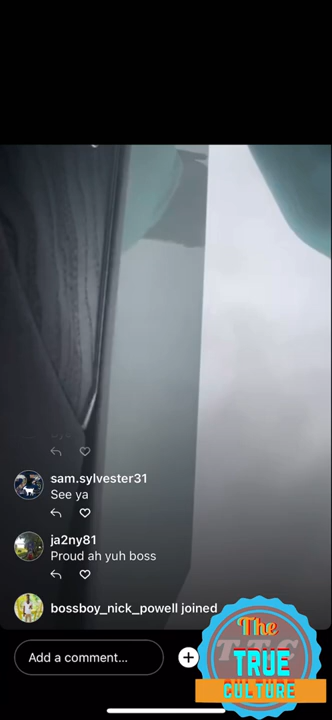 sam.sylvester31
See ya
ja2ny81
Proud ah yuh boss
bossboy_nick_powell joined
Add a comment...
The
TRUE
CULTURE